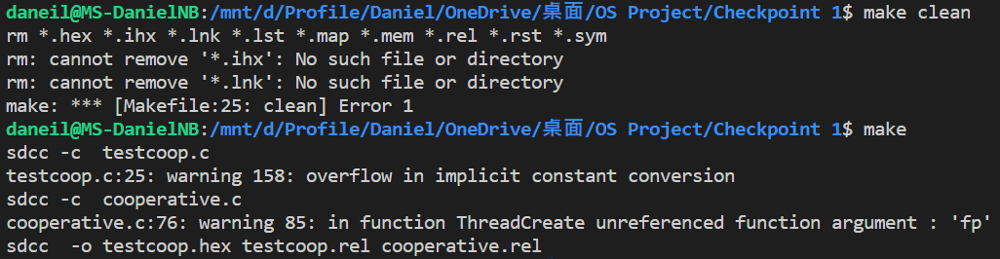 daneil@MS-DanielNB:/mnt/d/Profile/Daniel/OneDrive/桌面/OS Project/Checkpoint 1$ make clean
rm *.hex *.ihx *.lnk *.lst *.map *.mem *.rel *.rst *.sym
rm: cannot remove '*.ihx': No such file or directory
rm: cannot remove '*.lnk': No such file or directory
make: *** [Makefile:25: clean] Error 1
daneil@MS-DanielNB:/mnt/d/Profile/Daniel/OneDrive/桌面/OS Project/Checkpoint 1$ make
sdcc -c  testcoop.c
testcoop.c:25: warning 158: overflow in implicit constant conversion
sdcc -c  cooperative.c
cooperative.c:76: warning 85: in function ThreadCreate unreferenced function argument : 'fp'
sdcc  -o testcoop.hex testcoop.rel cooperative.rel